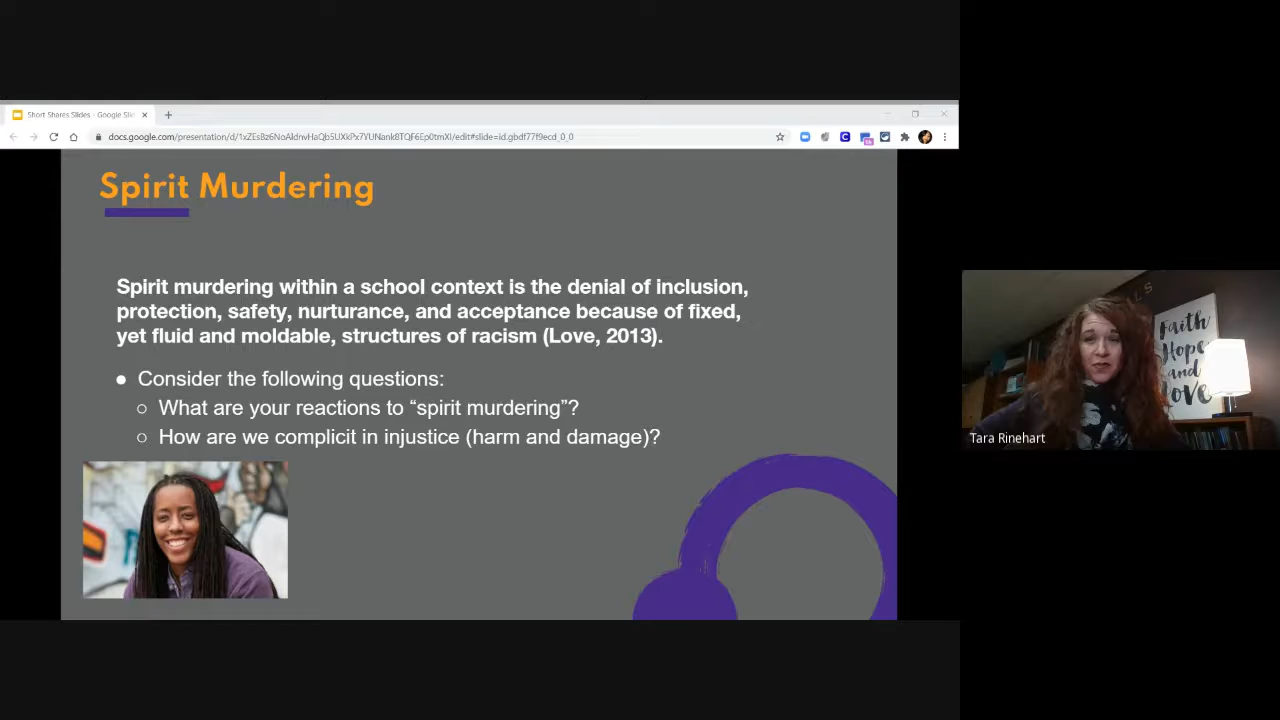 Short Shares Slides - Google Slid
docs.google.com/presentation/d/1xZEsBz6NoAldnvHaQb5UXkPx7YUNank8TQF6Ep0tmXI/edit#slide=id.gbdf77f9ecd_0_0
Spirit Murdering
Spirit murdering within a school context is the denial of inclusion,
protection, safety, nurturance, and acceptance because of fixed,
yet fluid and moldable, structures of racism (Love, 2013).
● Consider the following questions:
○ What are your reactions to “spirit murdering”?
○ How are we complicit in injustice (harm and damage)?
Faith
Hope
and
Love
Tara Rinehart